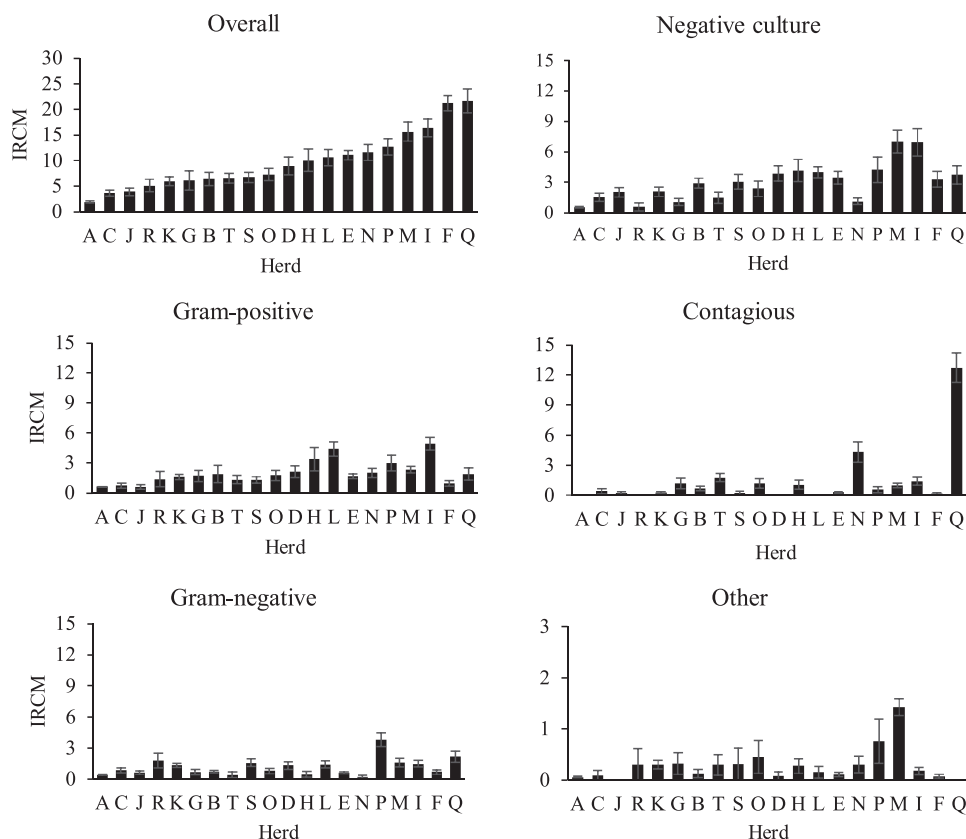 Overall
IRCM
30
25
20
15
10
5
0
A C J R K G B T S O D H L E N P M I F Q
Herd
Negative culture
15
12
9
6
3
0
A C J R K G B T S O D H L E N P M I F Q
Herd
Gram-positive
IRCM
15
12
9
6
3
0
A C J R K G B T S O D H L E N P M I F Q
Herd
Contagious
15
12
9
6
3
0
A C J R K G B T S O D H L E N P M I F Q
Herd
Gram-negative
IRCM
15
12
9
6
3
0
A C J R K G B T S O D H L E N P M I F Q
Herd
Other
3
2
1
0
A C J R K G B T S O D H L E N P M I F Q
Herd